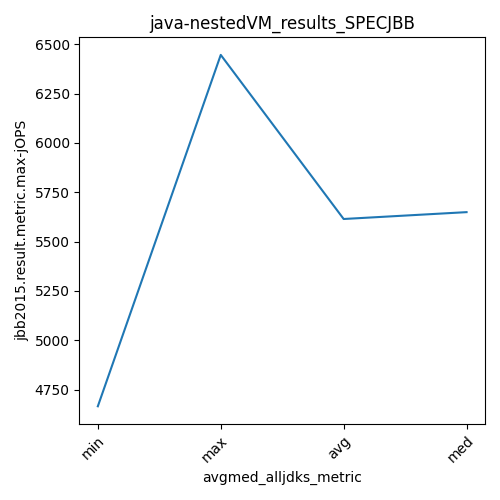 java-nestedVM_results_SPECJBB
jbb2015.result.metric.max-jOPS
6500
6250
6000
5750
5500
5250
5000
4750
min
max
avg
med
avgmed_alljdks_metric